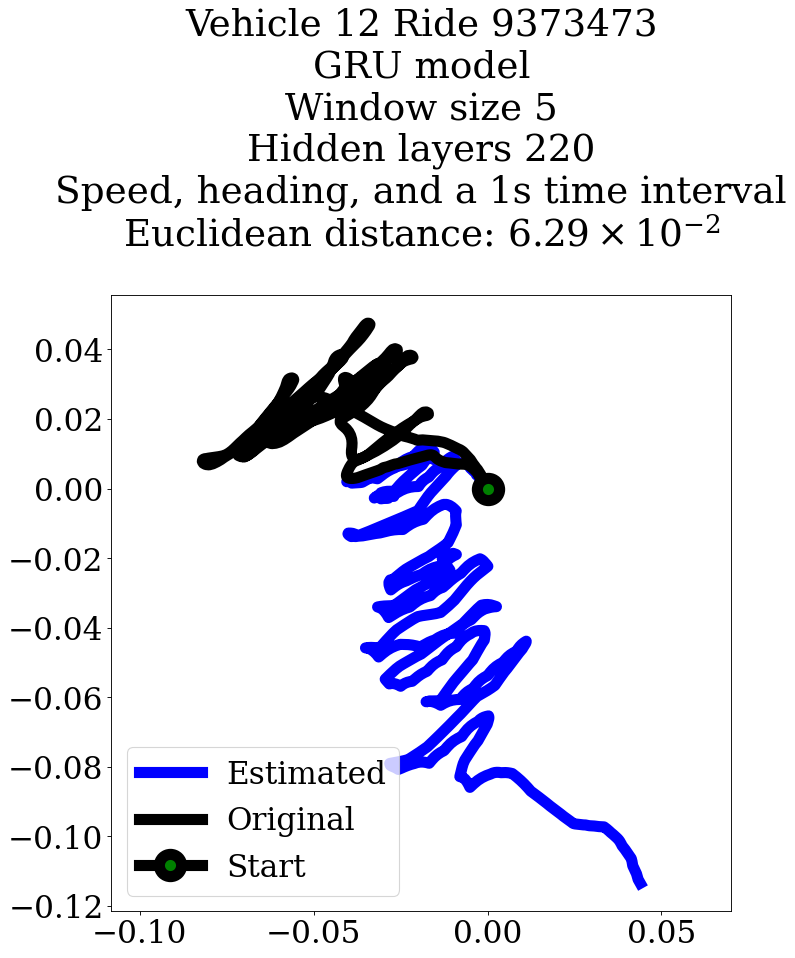 Vehicle 12 Ride 9373473
GRU model
Window size 5
Hidden layers 220
Speed, heading, and a 1s time interval
Euclidean distance: 6.29 × 10⁻²
0.04
0.02
0.00
−0.02
−0.04
−0.06
−0.08
−0.10
−0.12
Estimated
Original
Start
−0.10
−0.05
0.00
0.05